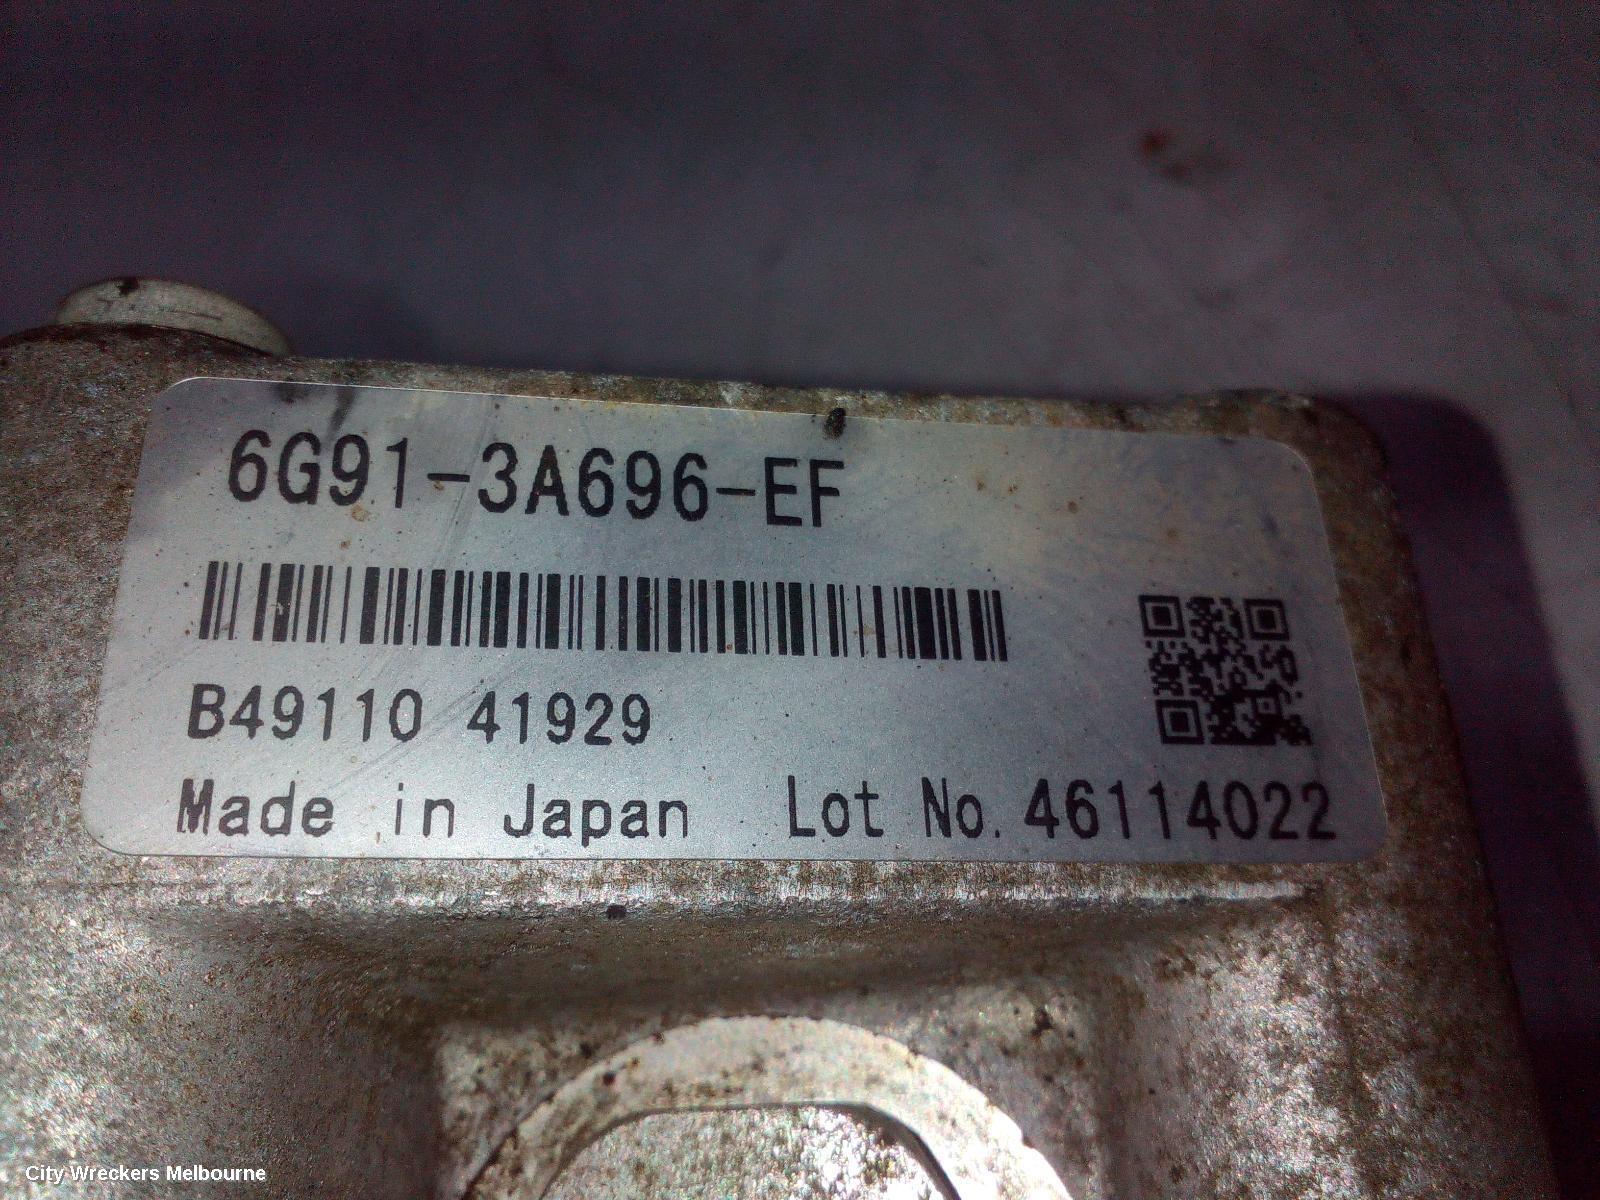 6G91-3A696-EF
B49110 41929
Made in Japan Lot No. 46114022
City Wreckers Melbourne